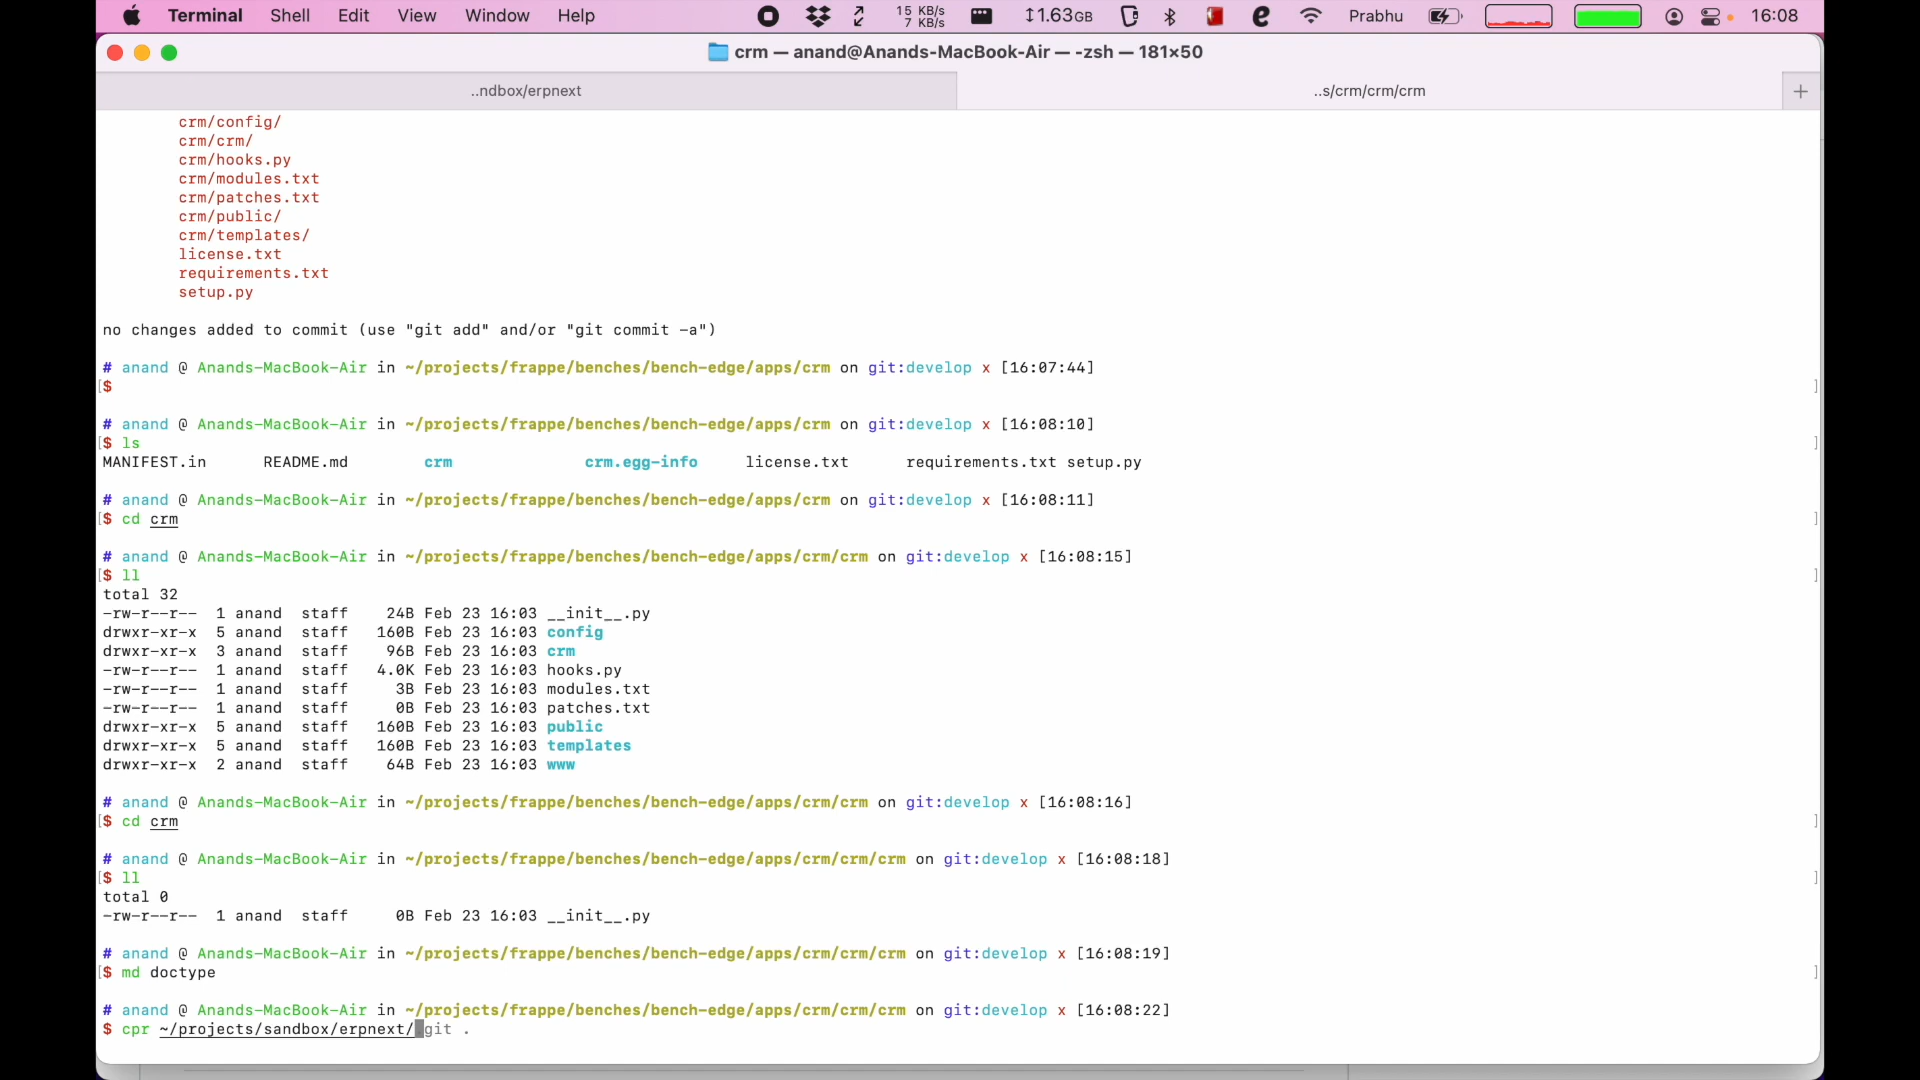 Terminal Shell Edit View Window Help 15 KB/s 7 KB/s 1.63GB Prabhu 16:08
crm — anand@Anands-MacBook-Air — -zsh — 181×50
..ndbox/erpnext ..s/crm/crm/crm +
crm/config/
crm/crm/
crm/hooks.py
crm/modules.txt
crm/patches.txt
crm/public/
crm/templates/
license.txt
requirements.txt
setup.py
no changes added to commit (use "git add" and/or "git commit -a")
# anand @ Anands-MacBook-Air in ~/projects/frappe/benches/bench-edge/apps/crm on git:develop x [16:07:44]
[$ ]
# anand @ Anands-MacBook-Air in ~/projects/frappe/benches/bench-edge/apps/crm on git:develop x [16:08:10]
[$ ls ]
MANIFEST.in README.md crm crm.egg-info license.txt requirements.txt setup.py
# anand @ Anands-MacBook-Air in ~/projects/frappe/benches/bench-edge/apps/crm on git:develop x [16:08:11]
[$ cd crm ]
# anand @ Anands-MacBook-Air in ~/projects/frappe/benches/bench-edge/apps/crm/crm on git:develop x [16:08:15]
[$ ll ]
total 32
-rw-r--r-- 1 anand staff 24B Feb 23 16:03 __init__.py
drwxr-xr-x 5 anand staff 160B Feb 23 16:03 config
drwxr-xr-x 3 anand staff 96B Feb 23 16:03 crm
-rw-r--r-- 1 anand staff 4.0K Feb 23 16:03 hooks.py
-rw-r--r-- 1 anand staff 3B Feb 23 16:03 modules.txt
-rw-r--r-- 1 anand staff 0B Feb 23 16:03 patches.txt
drwxr-xr-x 5 anand staff 160B Feb 23 16:03 public
drwxr-xr-x 5 anand staff 160B Feb 23 16:03 templates
drwxr-xr-x 2 anand staff 64B Feb 23 16:03 www
# anand @ Anands-MacBook-Air in ~/projects/frappe/benches/bench-edge/apps/crm/crm on git:develop x [16:08:16]
[$ cd crm ]
# anand @ Anands-MacBook-Air in ~/projects/frappe/benches/bench-edge/apps/crm/crm/crm on git:develop x [16:08:18]
[$ ll ]
total 0
-rw-r--r-- 1 anand staff 0B Feb 23 16:03 __init__.py
# anand @ Anands-MacBook-Air in ~/projects/frappe/benches/bench-edge/apps/crm/crm/crm on git:develop x [16:08:19]
[$ md doctype ]
# anand @ Anands-MacBook-Air in ~/projects/frappe/benches/bench-edge/apps/crm/crm/crm on git:develop x [16:08:22]
$ cpr ~/projects/sandbox/erpnext/git .